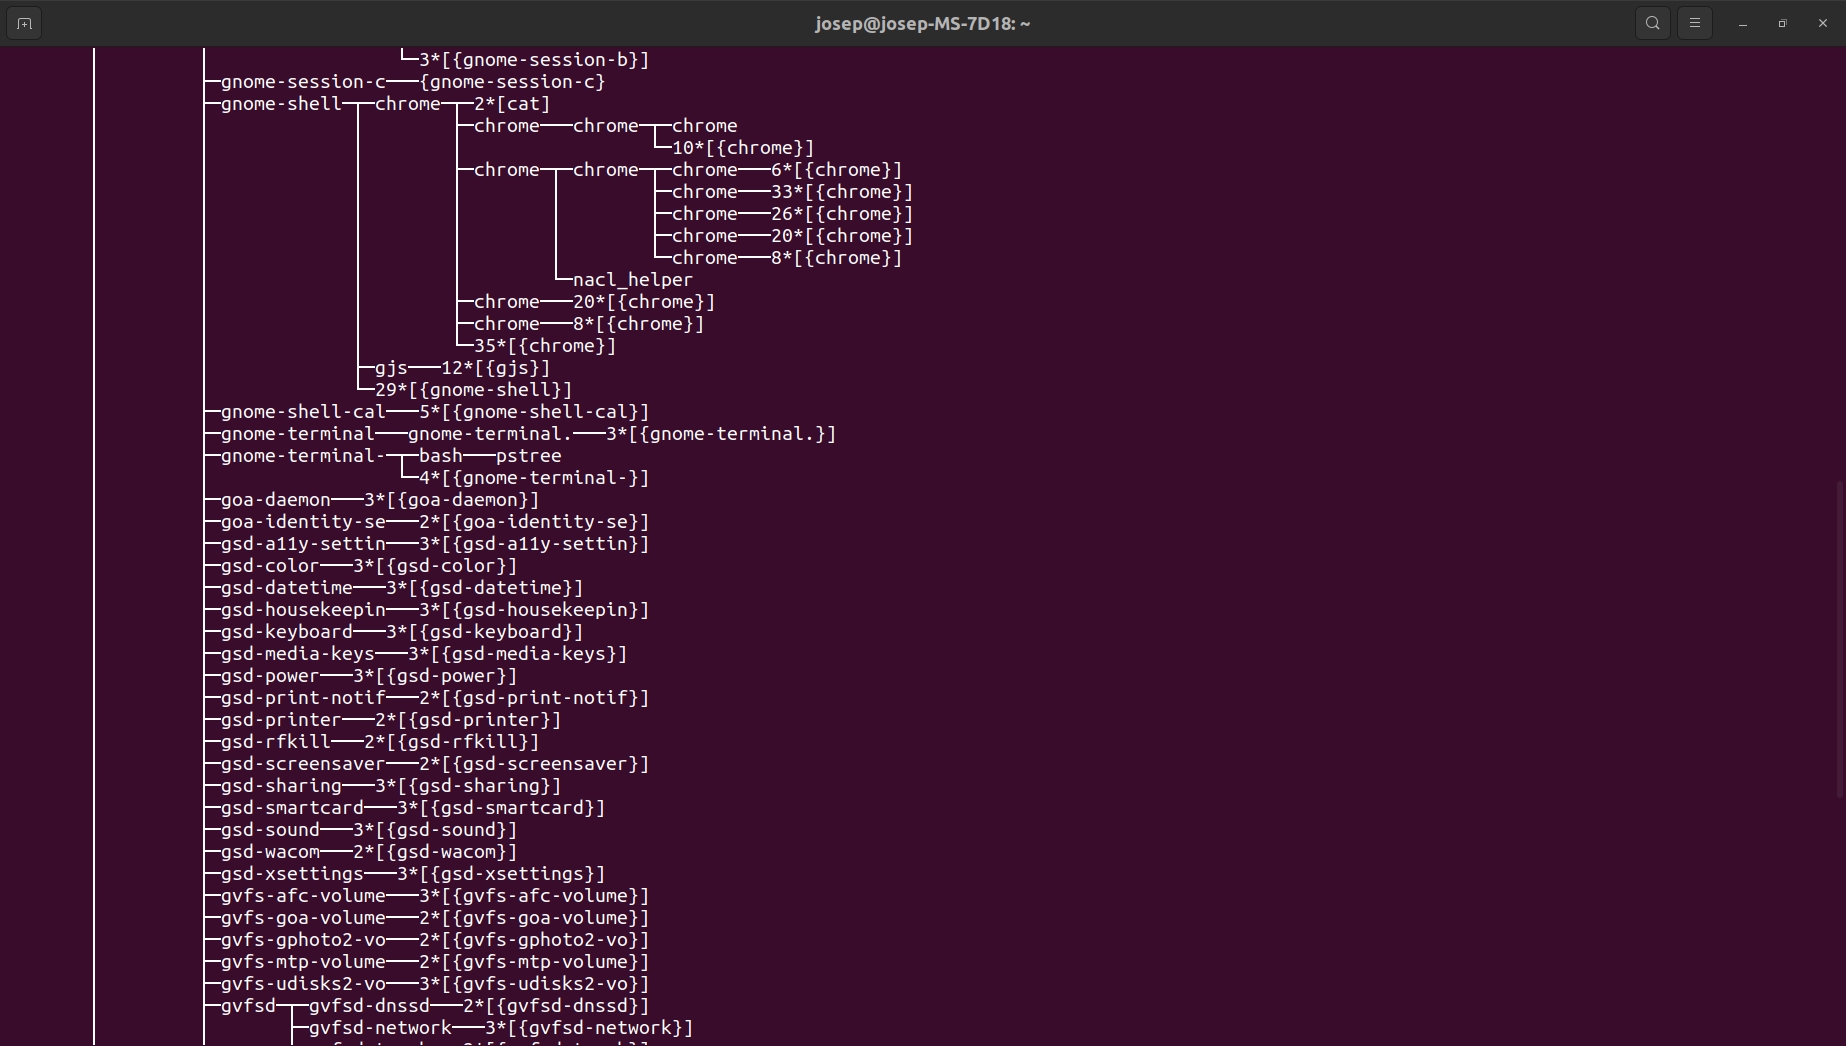 josep@josep-MS-7D18: ~
│         │                 └─3*[{gnome-session-b}]
│         ├─gnome-session-c───{gnome-session-c}
│         ├─gnome-shell─┬─chrome─┬─2*[cat]
│         │             │        ├─chrome───chrome─┬─chrome
│         │             │        │                 └─10*[{chrome}]
│         │             │        ├─chrome─┬─chrome─┬─chrome───6*[{chrome}]
│         │             │        │        │        ├─chrome───33*[{chrome}]
│         │             │        │        │        ├─chrome───26*[{chrome}]
│         │             │        │        │        ├─chrome───20*[{chrome}]
│         │             │        │        │        └─chrome───8*[{chrome}]
│         │             │        │        └─nacl_helper
│         │             │        ├─chrome───20*[{chrome}]
│         │             │        ├─chrome───8*[{chrome}]
│         │             │        └─35*[{chrome}]
│         │             ├─gjs───12*[{gjs}]
│         │             └─29*[{gnome-shell}]
│         ├─gnome-shell-cal───5*[{gnome-shell-cal}]
│         ├─gnome-terminal───gnome-terminal.───3*[{gnome-terminal.}]
│         ├─gnome-terminal-─┬─bash───pstree
│         │                 └─4*[{gnome-terminal-}]
│         ├─goa-daemon───3*[{goa-daemon}]
│         ├─goa-identity-se───2*[{goa-identity-se}]
│         ├─gsd-a11y-settin───3*[{gsd-a11y-settin}]
│         ├─gsd-color───3*[{gsd-color}]
│         ├─gsd-datetime───3*[{gsd-datetime}]
│         ├─gsd-housekeepin───3*[{gsd-housekeepin}]
│         ├─gsd-keyboard───3*[{gsd-keyboard}]
│         ├─gsd-media-keys───3*[{gsd-media-keys}]
│         ├─gsd-power───3*[{gsd-power}]
│         ├─gsd-print-notif───2*[{gsd-print-notif}]
│         ├─gsd-printer───2*[{gsd-printer}]
│         ├─gsd-rfkill───2*[{gsd-rfkill}]
│         ├─gsd-screensaver───2*[{gsd-screensaver}]
│         ├─gsd-sharing───3*[{gsd-sharing}]
│         ├─gsd-smartcard───3*[{gsd-smartcard}]
│         ├─gsd-sound───3*[{gsd-sound}]
│         ├─gsd-wacom───2*[{gsd-wacom}]
│         ├─gsd-xsettings───3*[{gsd-xsettings}]
│         ├─gvfs-afc-volume───3*[{gvfs-afc-volume}]
│         ├─gvfs-goa-volume───2*[{gvfs-goa-volume}]
│         ├─gvfs-gphoto2-vo───2*[{gvfs-gphoto2-vo}]
│         ├─gvfs-mtp-volume───2*[{gvfs-mtp-volume}]
│         ├─gvfs-udisks2-vo───3*[{gvfs-udisks2-vo}]
│         ├─gvfsd─┬─gvfsd-dnssd───2*[{gvfsd-dnssd}]
│         │       ├─gvfsd-network───3*[{gvfsd-network}]